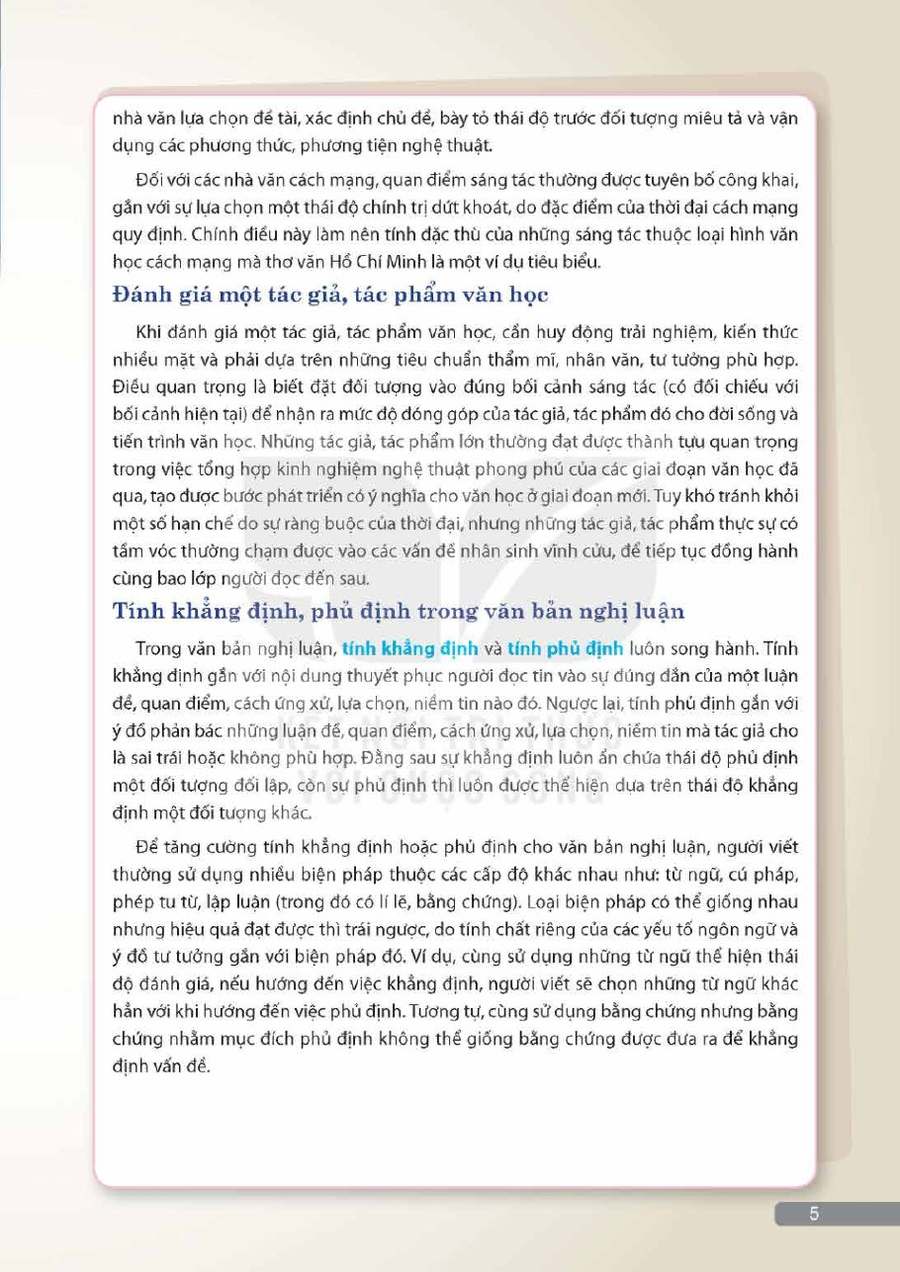 nhà văn lựa chọn đề tài, xác định chủ đề, bày tỏ thái độ trước đối tượng miêu tả và vận
dụng các phương thức, phương tiện nghệ thuật.
Đối với các nhà văn cách mạng, quan điểm sáng tác thường được tuyên bố công khai,
gắn với sự lựa chọn một thái độ chính trị dứt khoát, do đặc điểm của thời đại cách mạng
quy định. Chính điều này làm nên tính đặc thù của những sáng tác thuộc loại hình văn
học cách mạng mà thơ văn Hồ Chí Minh là một ví dụ tiêu biểu.
Đánh giá một tác giả, tác phẩm văn học
Khi đánh giá một tác giả, tác phẩm văn học, cần huy động trải nghiệm, kiến thức
nhiều mặt và phải dựa trên những tiêu chuẩn thẩm mĩ, nhân văn, tư tưởng phù hợp.
Điều quan trọng là biết đặt đối tượng vào đúng bối cảnh sáng tác (có đối chiếu với
bối cảnh hiện tại) để nhận ra mức độ đóng góp của tác giả, tác phẩm đó cho đời sống và
tiến trình văn học. Những tác giả, tác phẩm lớn thường đạt được thành tựu quan trọng
trong việc tổng hợp kinh nghiệm nghệ thuật phong phú của các giai đoạn văn học đã
qua, tạo được bước phát triển có ý nghĩa cho văn học ở giai đoạn mới. Tuy khó tránh khỏi
một số hạn chế do sự ràng buộc của thời đại, nhưng những tác giả, tác phẩm thực sự có
tầm vóc thường chạm được vào các vấn đề nhân sinh vĩnh cửu, để tiếp tục đồng hành
cùng bao lớp người đọc đến sau.
Tính khẳng định, phủ định trong văn bản nghị luận
Trong văn bản nghị luận, tính khẳng định và tính phủ định luôn song hành. Tính
khẳng định gắn với nội dung thuyết phục người đọc tin vào sự đúng đắn của một luận
đề, quan điểm, cách ứng xử, lựa chọn, niềm tin nào đó. Ngược lại, tính phủ định gắn với
ý đồ phản bác những luận đề, quan điểm, cách ứng xử, lựa chọn, niềm tin mà tác giả cho
là sai trái hoặc không phù hợp. Đằng sau sự khẳng định luôn ẩn chứa thái độ phủ định
một đối tượng đối lập, còn sự phủ định thì luôn được thể hiện dựa trên thái độ khẳng
định một đối tượng khác.
Để tăng cường tính khẳng định hoặc phủ định cho văn bản nghị luận, người viết
thường sử dụng nhiều biện pháp thuộc các cấp độ khác nhau như: từ ngữ, cú pháp,
phép tu từ, lập luận (trong đó có lí lẽ, bằng chứng). Loại biện pháp có thể giống nhau
nhưng hiệu quả đạt được thì trái ngược, do tính chất riêng của các yếu tố ngôn ngữ và
ý đồ tư tưởng gắn với biện pháp đó. Ví dụ, cùng sử dụng những từ ngữ thể hiện thái
độ đánh giá, nếu hướng đến việc khẳng định, người viết sẽ chọn những từ ngữ khác
hẳn với khi hướng đến việc phủ định. Tương tự, cùng sử dụng bằng chứng nhưng bằng
chứng nhằm mục đích phủ định không thể giống bằng chứng được đưa ra để khẳng
định vấn đề.
KẾT NỐI TRI THỨC
VỚI CUỘC SỐNG
5